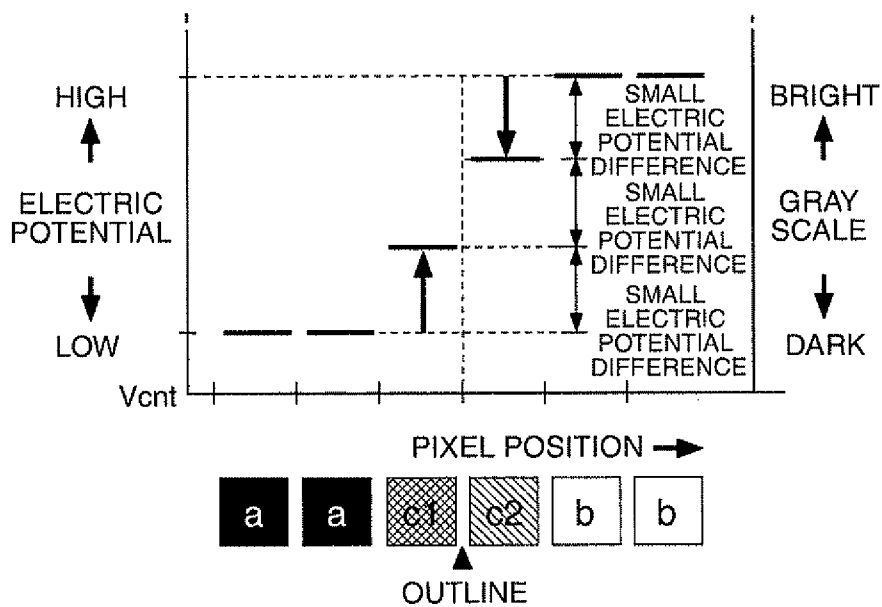 HIGH
ELECTRIC
POTENTIAL
LOW
Vcnt
SMALL
ELECTRIC
POTENTIAL
DIFFERENCE
SMALL
ELECTRIC
POTENTIAL
DIFFERENCE
SMALL
ELECTRIC
POTENTIAL
DIFFERENCE
BRIGHT
GRAY
SCALE
DARK
PIXEL POSITION
a a c1 c2 b b
OUTLINE